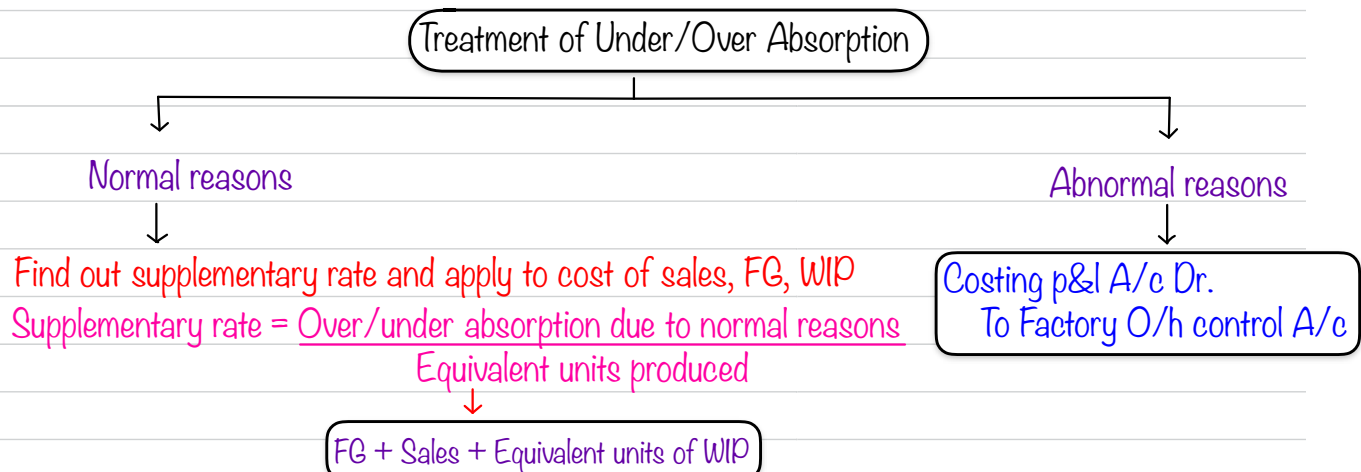 Treatment of Under/Over Absorption
Normal reasons
Abnormal reasons
Find out supplementary rate and apply to cost of sales, FG, WIP
Supplementary rate = Over/under absorption due to normal reasons
Equivalent units produced
FG + Sales + Equivalent units of WIP
Costing p&l A/c Dr.
To Factory O/h control A/c